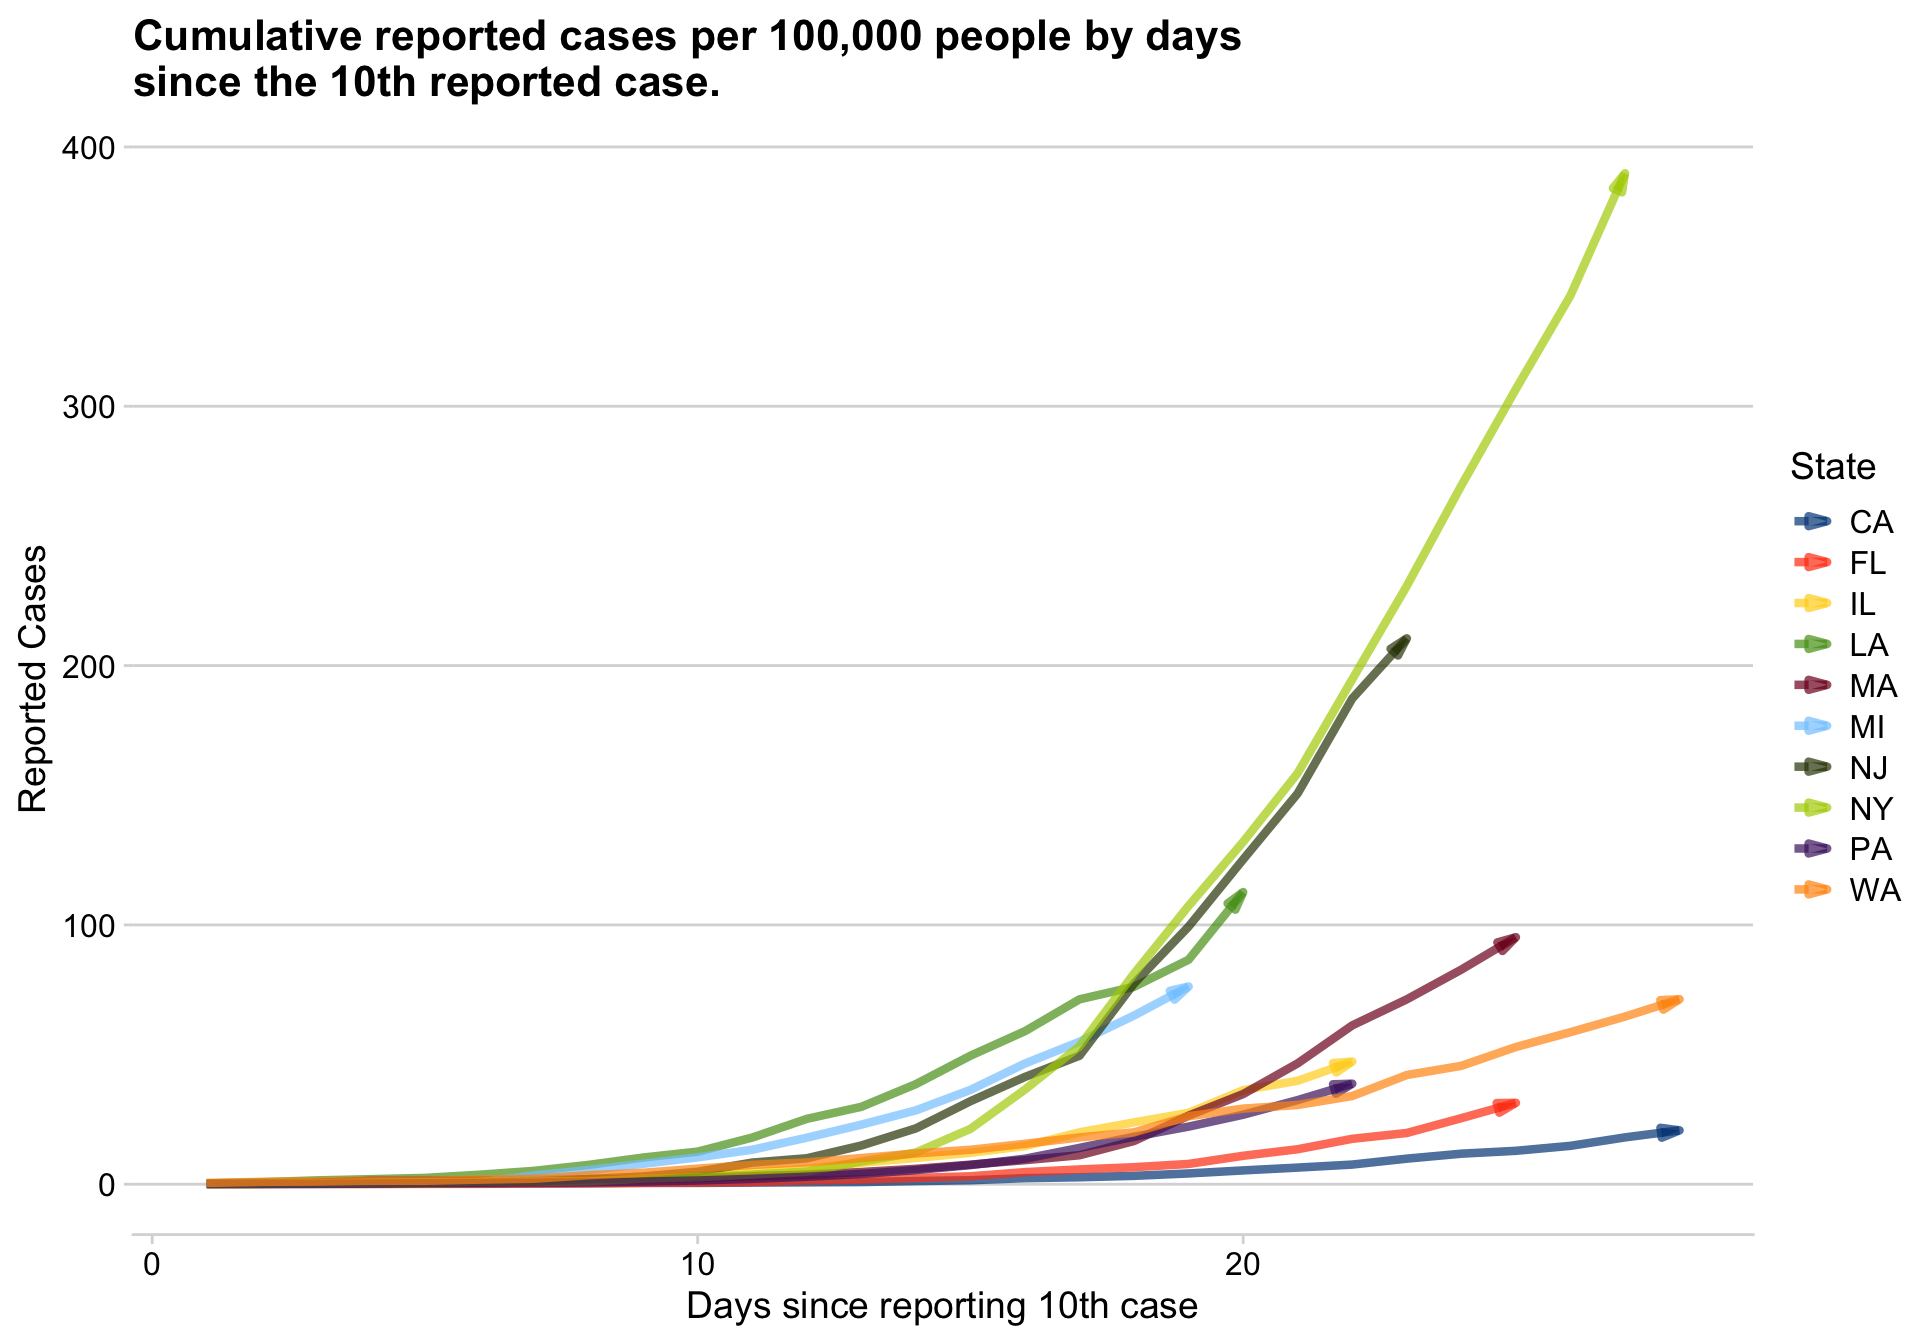 Cumulative reported cases per 100,000 people by days
since the 10th reported case.
400
300
200
100
0
Reported Cases
0
10
20
Days since reporting 10th case
State
CA
FL
IL
LA
MA
MI
NJ
NY
PA
WA